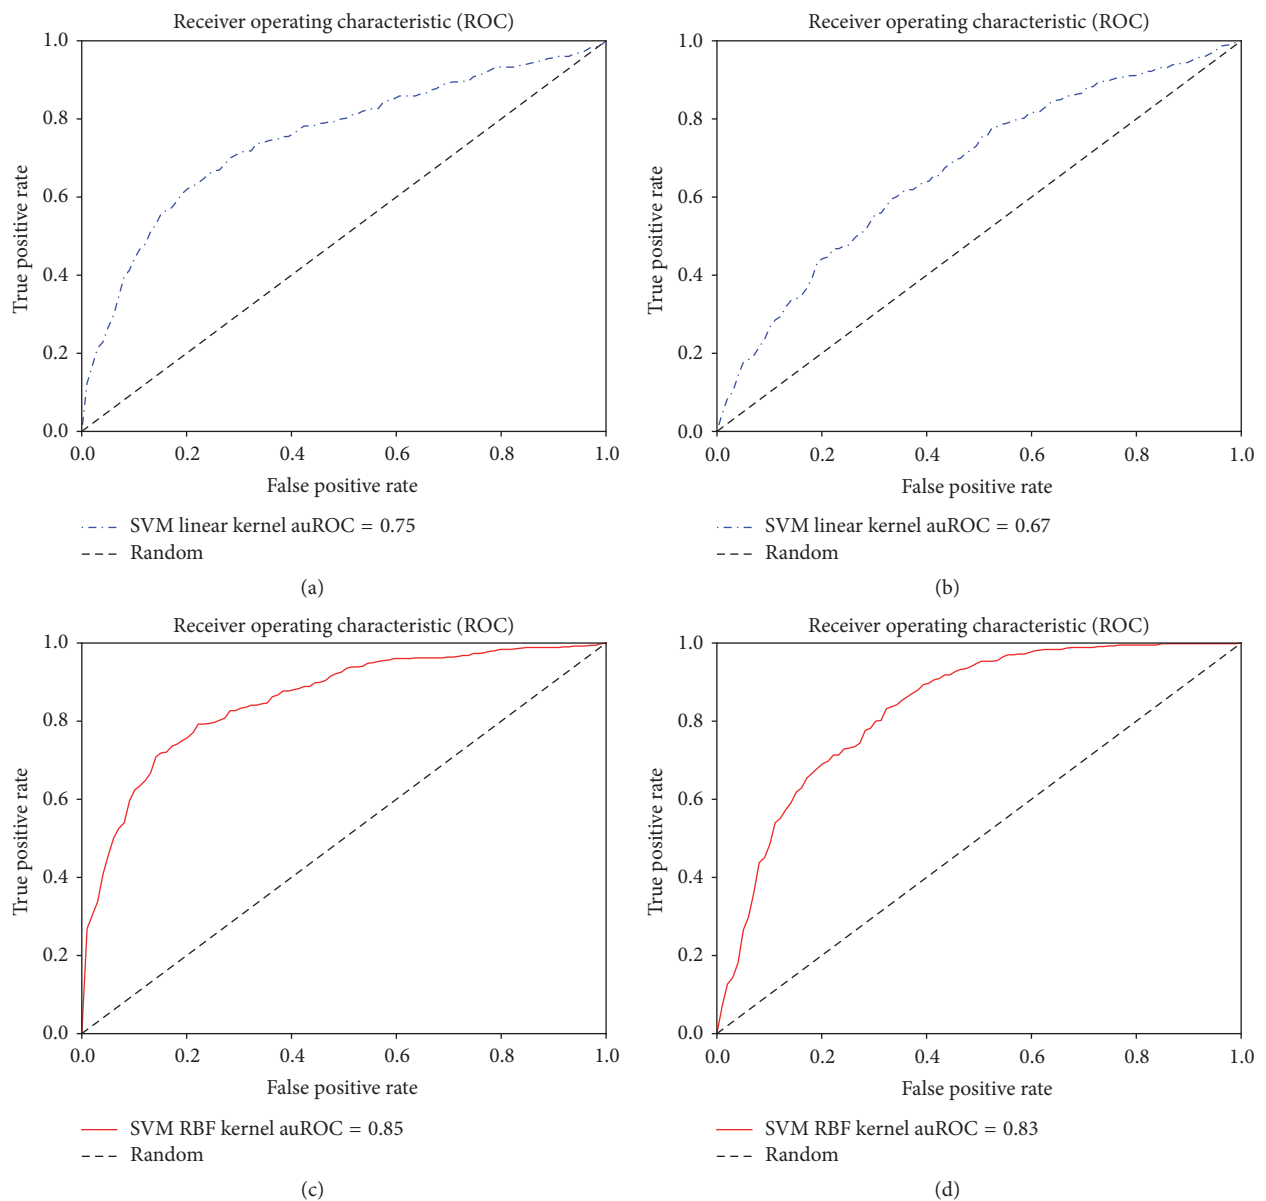 Receiver operating characteristic (ROC)
1.0
0.8
0.6
0.4
0.2
0.0
True positive rate
0.0 0.2 0.4 0.6 0.8 1.0
False positive rate
SVM linear kernel auROC = 0.75
Random
(a)
Receiver operating characteristic (ROC)
1.0
0.8
0.6
0.4
0.2
0.0
True positive rate
0.0 0.2 0.4 0.6 0.8 1.0
False positive rate
SVM linear kernel auROC = 0.67
Random
(b)
Receiver operating characteristic (ROC)
1.0
0.8
0.6
0.4
0.2
0.0
True positive rate
0.0 0.2 0.4 0.6 0.8 1.0
False positive rate
SVM RBF kernel auROC = 0.85
Random
(c)
Receiver operating characteristic (ROC)
1.0
0.8
0.6
0.4
0.2
0.0
True positive rate
0.0 0.2 0.4 0.6 0.8 1.0
False positive rate
SVM RBF kernel auROC = 0.83
Random
(d)